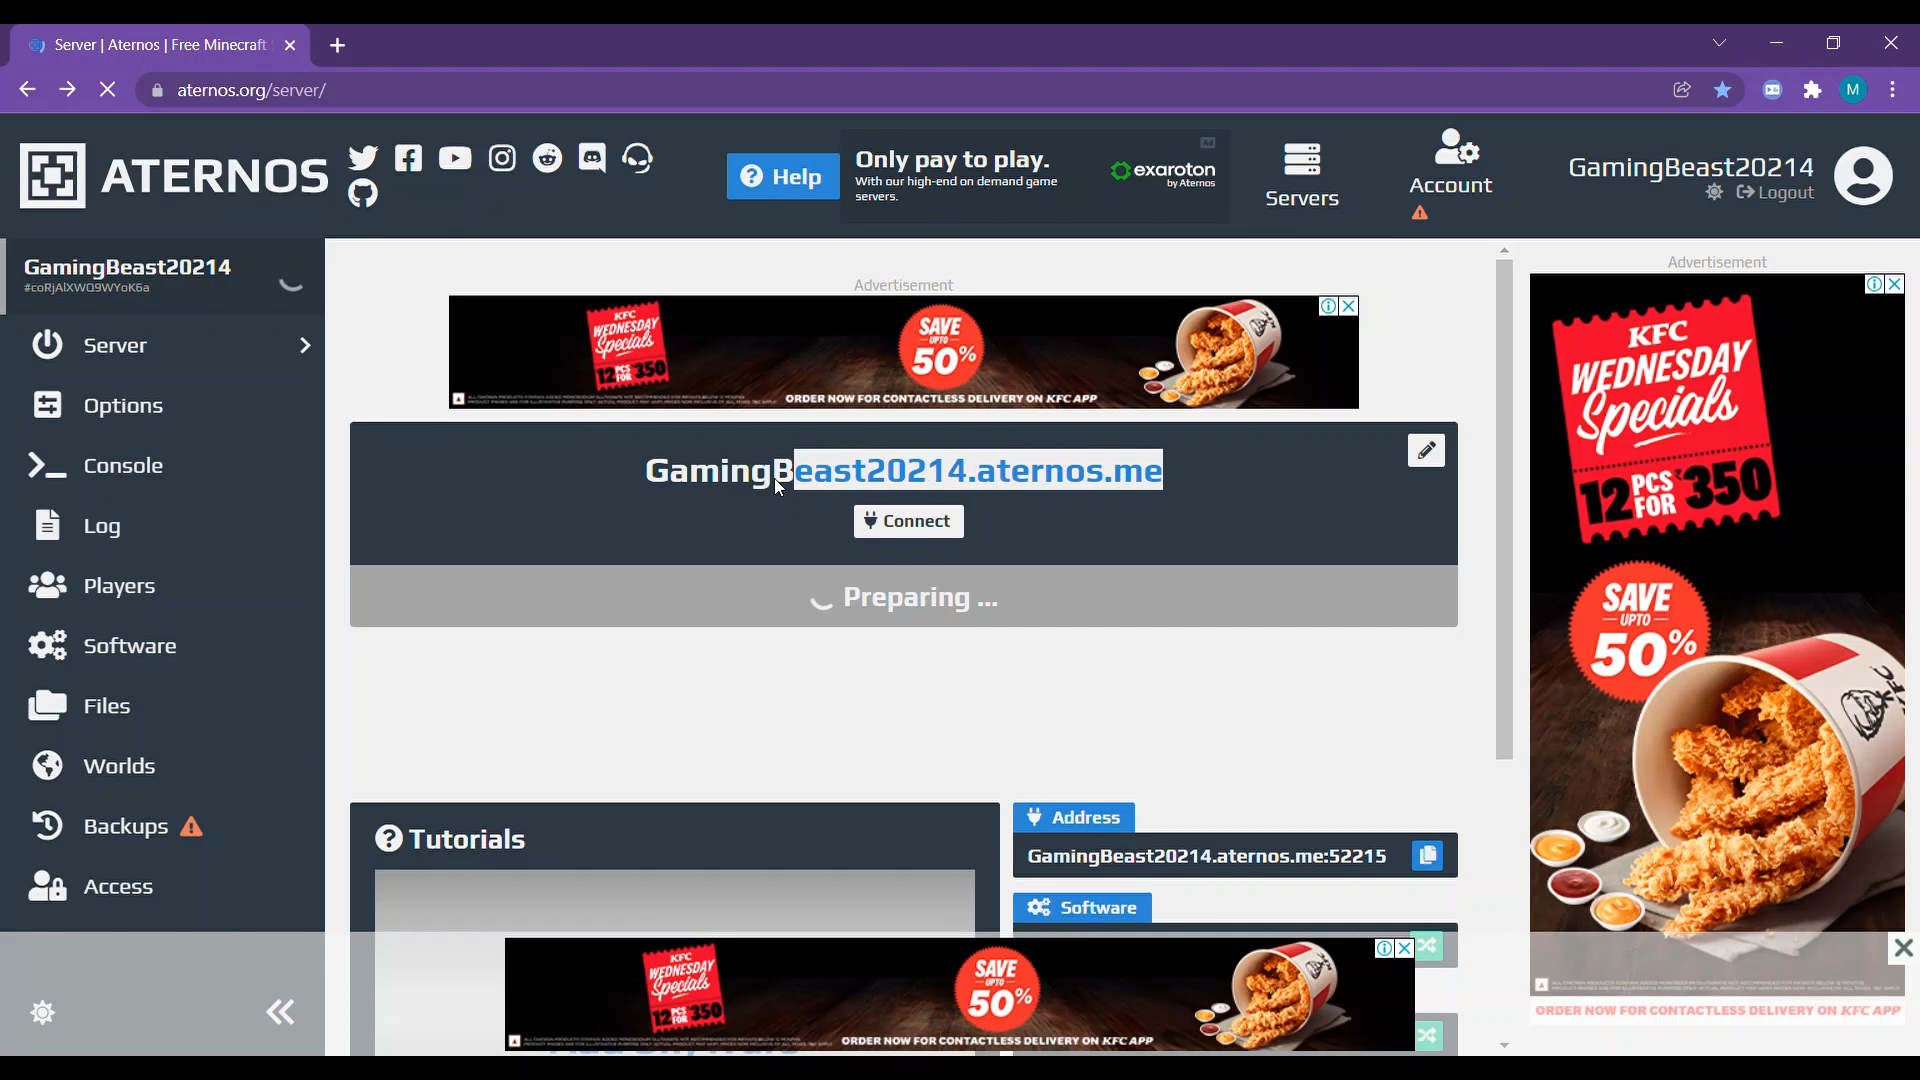 Server | Aternos | Free Minecraft
aternos.org/server/
M
ATERNOS
Help
Only pay to play.
With our high-end on demand game
servers.
Ad
exaroton
by Aternos
Servers
Account
GamingBeast20214
Logout
GamingBeast20214
#coRjAlXWQ9WYoK6a
Server
Options
Console
Log
Players
Software
Files
Worlds
Backups
Access
Advertisement
KFC
WEDNESDAY
Specials
12 PCS FOR 350
SAVE
UPTO
50%
ORDER NOW FOR CONTACTLESS DELIVERY ON KFC APP
GamingBeast20214.aternos.me
Connect
Preparing ...
Tutorials
Address
GamingBeast20214.aternos.me:52215
Software
KFC
WEDNESDAY
Specials
12 PCS FOR 350
SAVE
UPTO
50%
ORDER NOW FOR CONTACTLESS DELIVERY ON KFC APP
Advertisement
KFC
WEDNESDAY
Specials
12 PCS FOR 350
SAVE
UPTO
50%
KFC
ORDER NOW FOR CONTACTLESS DELIVERY ON KFC APP